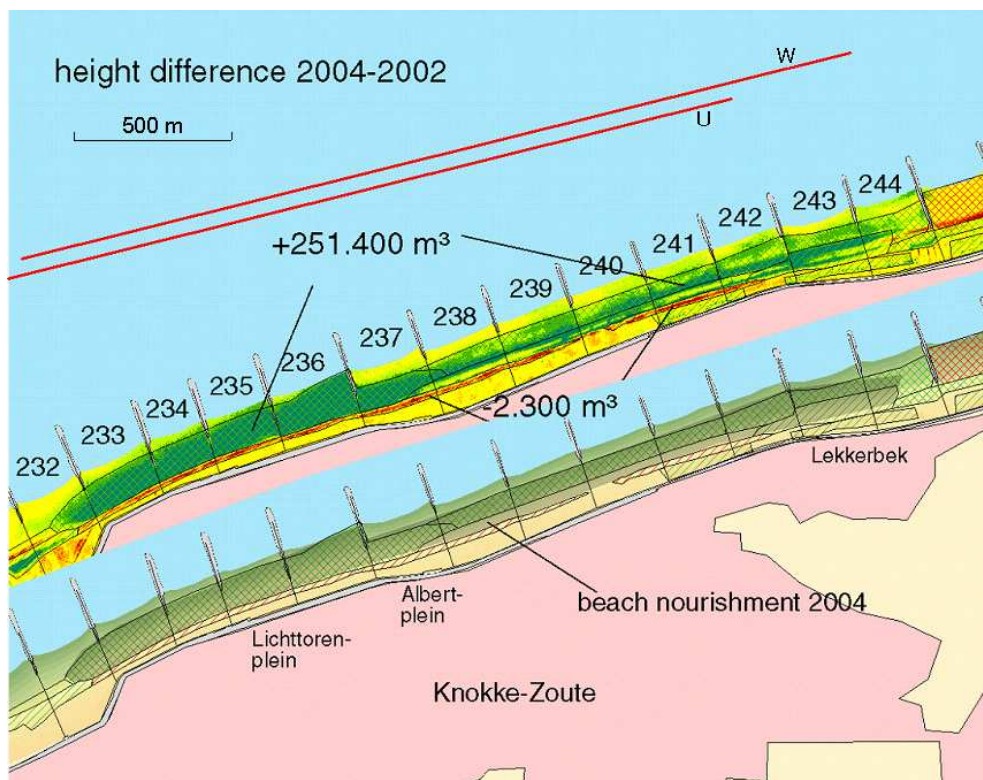 height difference 2004-2002
500 m
W
U
+251.400 m³
232
233
234
235
236
237
238
239
240
241
242
243
244
-2.300 m³
Lekkerbek
Albert-
plein
beach nourishment 2004
Lichttoren-
plein
Knokke-Zoute